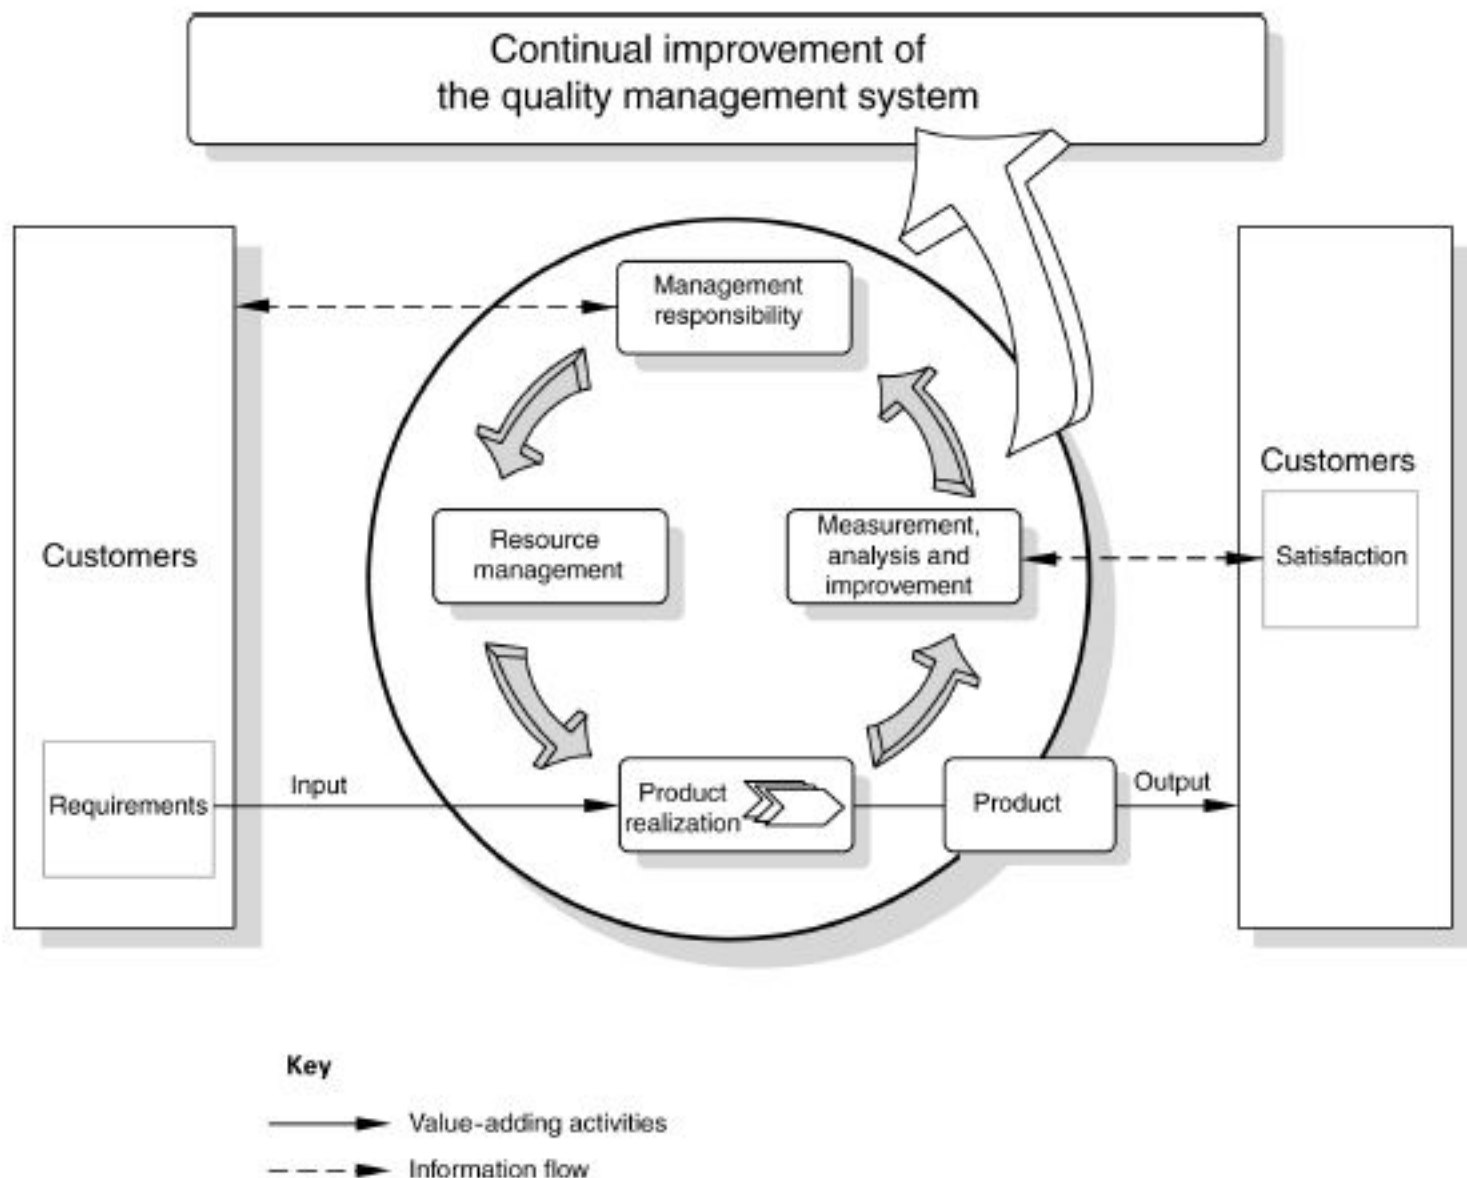 Continual improvement of
the quality management system
Management
responsibility
Customers
Resource
management
Measurement,
analysis and
improvement
Customers
Satisfaction
Requirements
Input
Product
realization
Product
Output
Key
Value-adding activities
Information flow